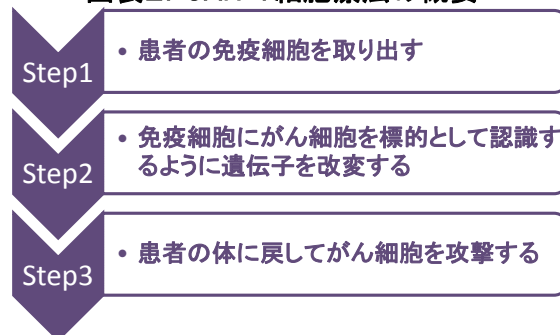 Step1
• 患者の免疫細胞を取り出す
Step2
• 免疫細胞にがん細胞を標的として認識す
るように遺伝子を改変する
Step3
• 患者の体に戻してがん細胞を攻撃する